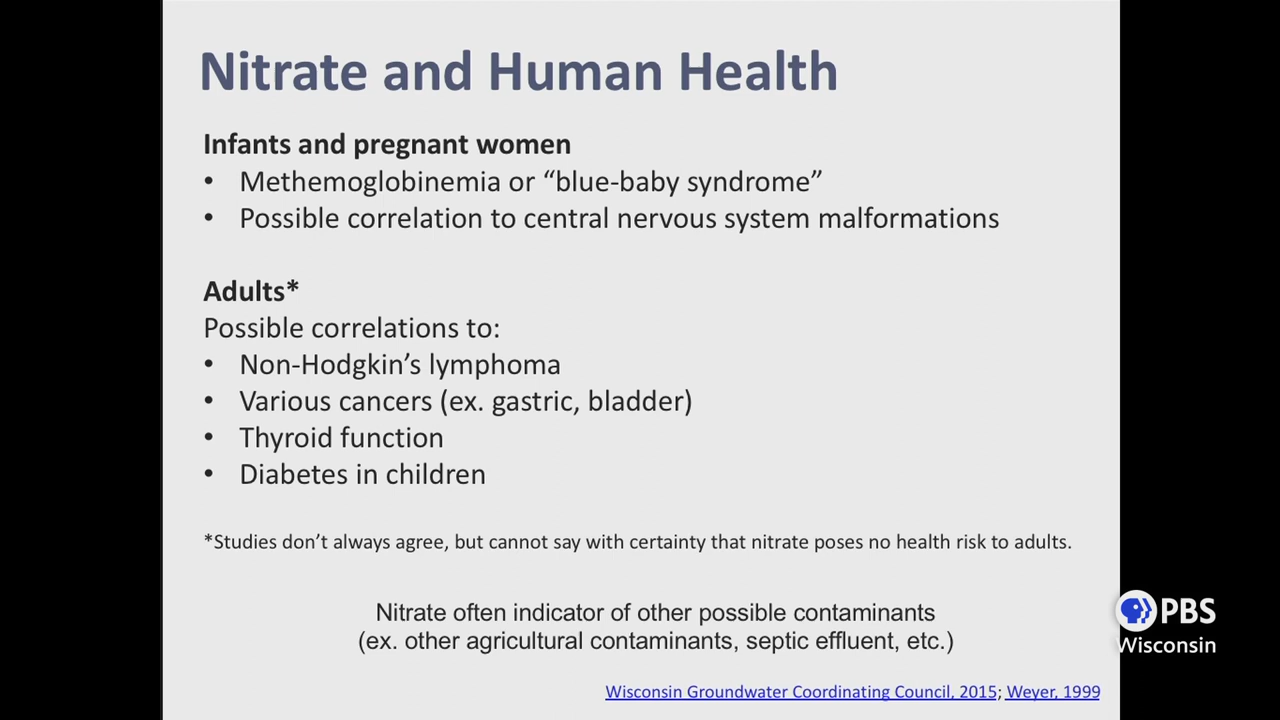 Nitrate and Human Health
Infants and pregnant women
• Methemoglobinemia or “blue-baby syndrome”
• Possible correlation to central nervous system malformations
Adults*
Possible correlations to:
• Non-Hodgkin’s lymphoma
• Various cancers (ex. gastric, bladder)
• Thyroid function
• Diabetes in children
*Studies don’t always agree, but cannot say with certainty that nitrate poses no health risk to adults.
Nitrate often indicator of other possible contaminants
(ex. other agricultural contaminants, septic effluent, etc.)
PBS
Wisconsin
Wisconsin Groundwater Coordinating Council, 2015; Weyer, 1999